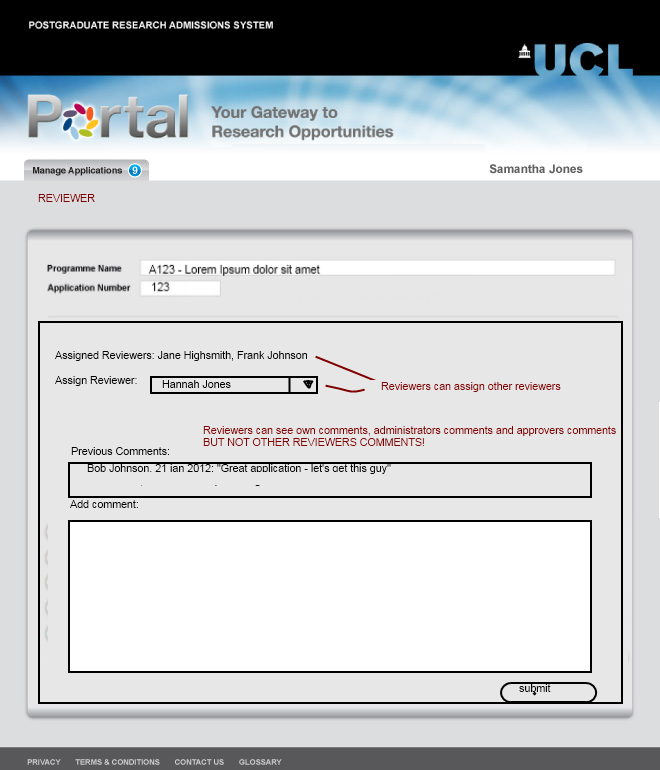 POSTGRADUATE RESEARCH ADMISSIONS SYSTEM
UCL
Portal
Your Gateway to
Research Opportunities
Manage Applications 9
Samantha Jones
REVIEWER
Programme Name A123 - Lorem Ipsum dolor sit amet
Application Number 123
Assigned Reviewers: Jane Highsmith, Frank Johnson
Assign Reviewer: Hannah Jones
Reviewers can assign other reviewers
Reviewers can see own comments, administrators comments and approvers comments
BUT NOT OTHER REVIEWERS COMMENTS!
Previous Comments:
Bob Johnson, 21 jan 2012: "Great application - let's get this guy"
Add comment:
submit
PRIVACY TERMS & CONDITIONS CONTACT US GLOSSARY